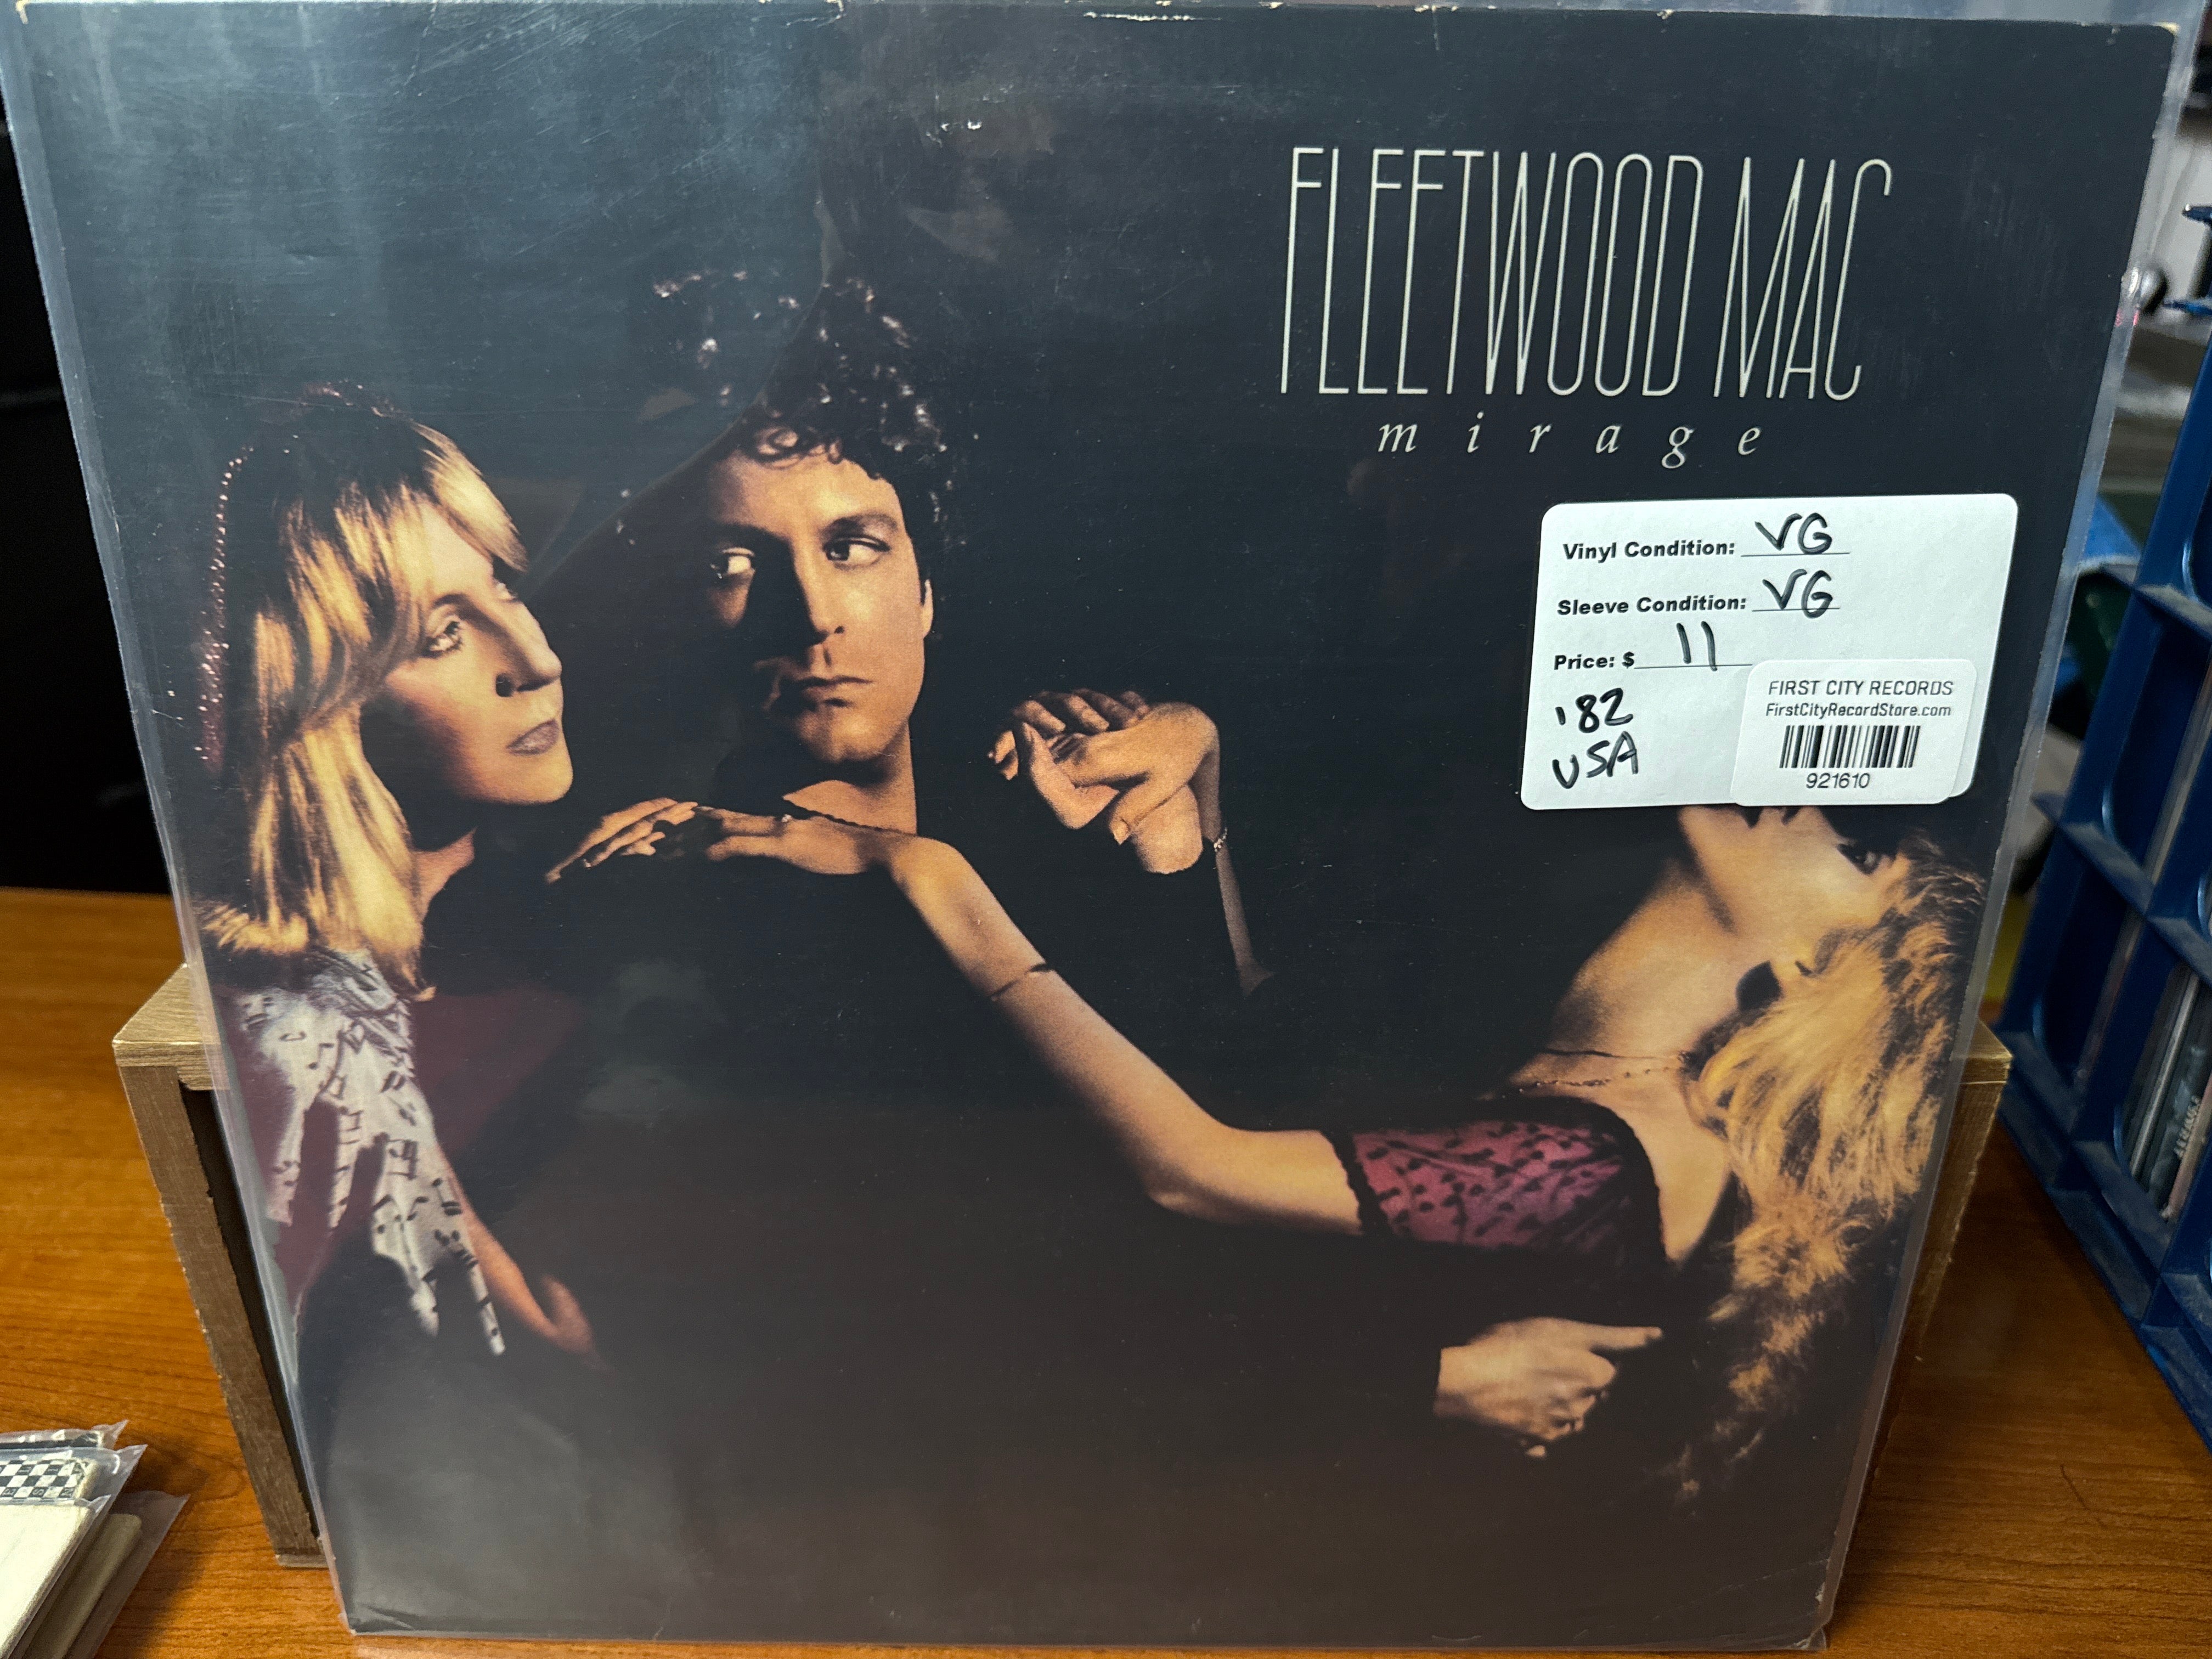 FLEETWOOD MAC
mirage
Vinyl Condition: VG
Sleeve Condition: VG
Price: $ 11
'82
USA
FIRST CITY RECORDS
FirstCityRecordStore.com
921610